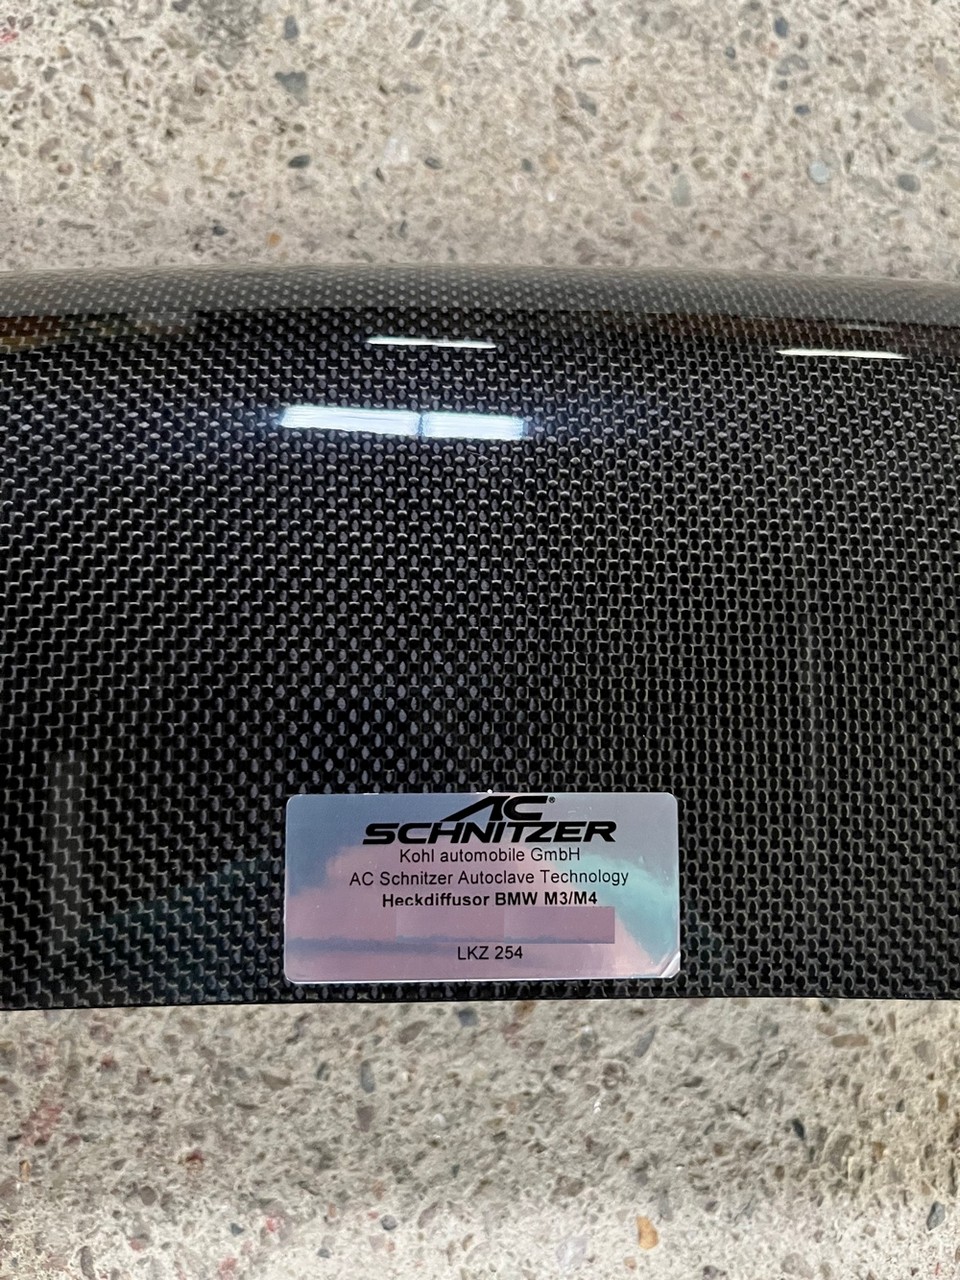 AC®
SCHNITZER
Kohl automobile GmbH
AC Schnitzer Autoclave Technology
Heckdiffusor BMW M3/M4
LKZ 254